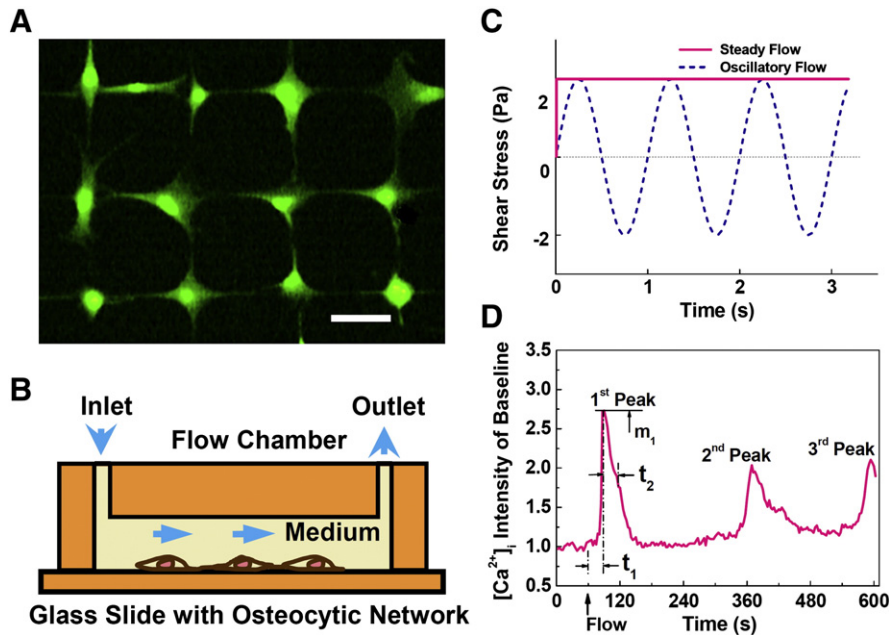 A
B
Inlet
Outlet
Flow Chamber
Medium
Glass Slide with Osteocytic Network
C
Steady Flow
Oscillatory Flow
Shear Stress (Pa)
2
0
-2
0
1
2
3
Time (s)
D
[Ca²⁺]ᵢ Intensity of Baseline
3.5
3.0
2.5
2.0
1.5
1.0
0.5
1ˢᵗ Peak
m₁
t₂
2ⁿᵈ Peak
3ʳᵈ Peak
t₁
0
120
240
360
480
600
Flow
Time (s)